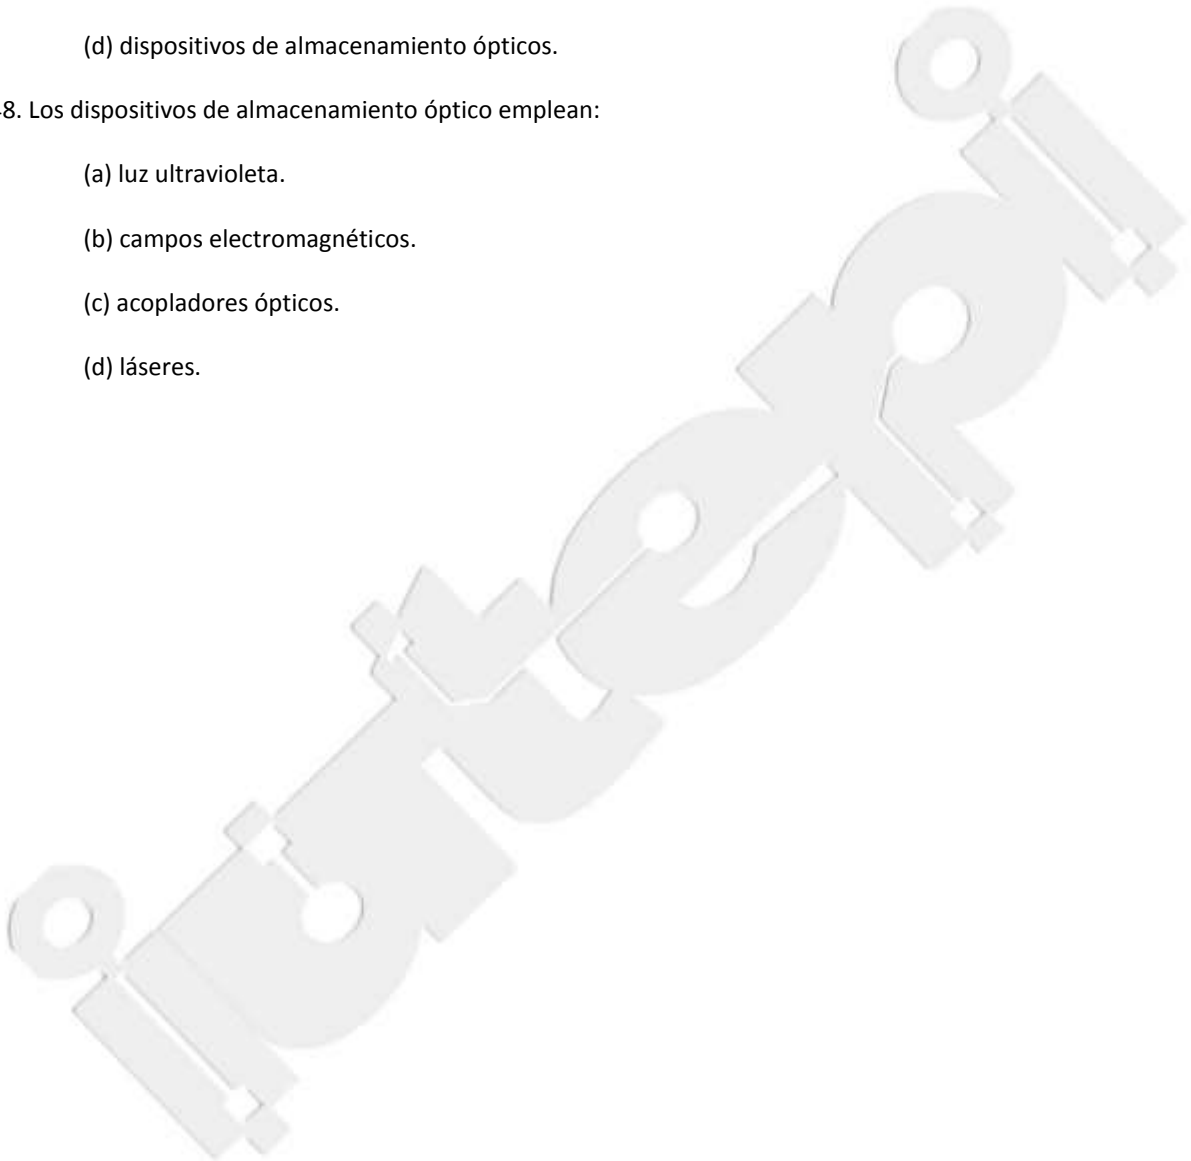 (d) dispositivos de almacenamiento ópticos.
8. Los dispositivos de almacenamiento óptico emplean:
(a) luz ultravioleta.
(b) campos electromagnéticos.
(c) acopladores ópticos.
(d) láseres.